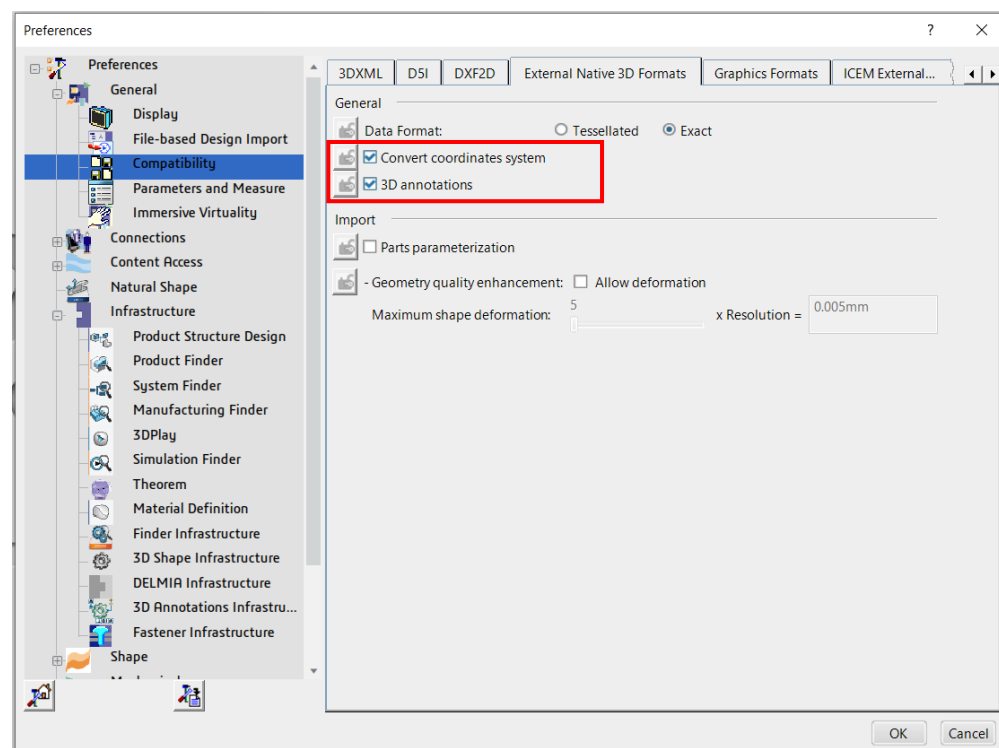 Preferences
?
Preferences
General
Display
File-based Design Import
Compatibility
Parameters and Measure
Immersive Virtuality
Connections
Content Access
Natural Shape
Infrastructure
Product Structure Design
Product Finder
System Finder
Manufacturing Finder
3DPlay
Simulation Finder
Theorem
Material Definition
Finder Infrastructure
3D Shape Infrastructure
DELMIA Infrastructure
3D Annotations Infrastru...
Fastener Infrastructure
Shape
3DXML D5I DXF2D External Native 3D Formats Graphics Formats ICEM External...
General
Data Format: Tessellated Exact
Convert coordinates system
3D annotations
Import
Parts parameterization
- Geometry quality enhancement: Allow deformation
Maximum shape deformation: 5 x Resolution = 0.005mm
OK Cancel